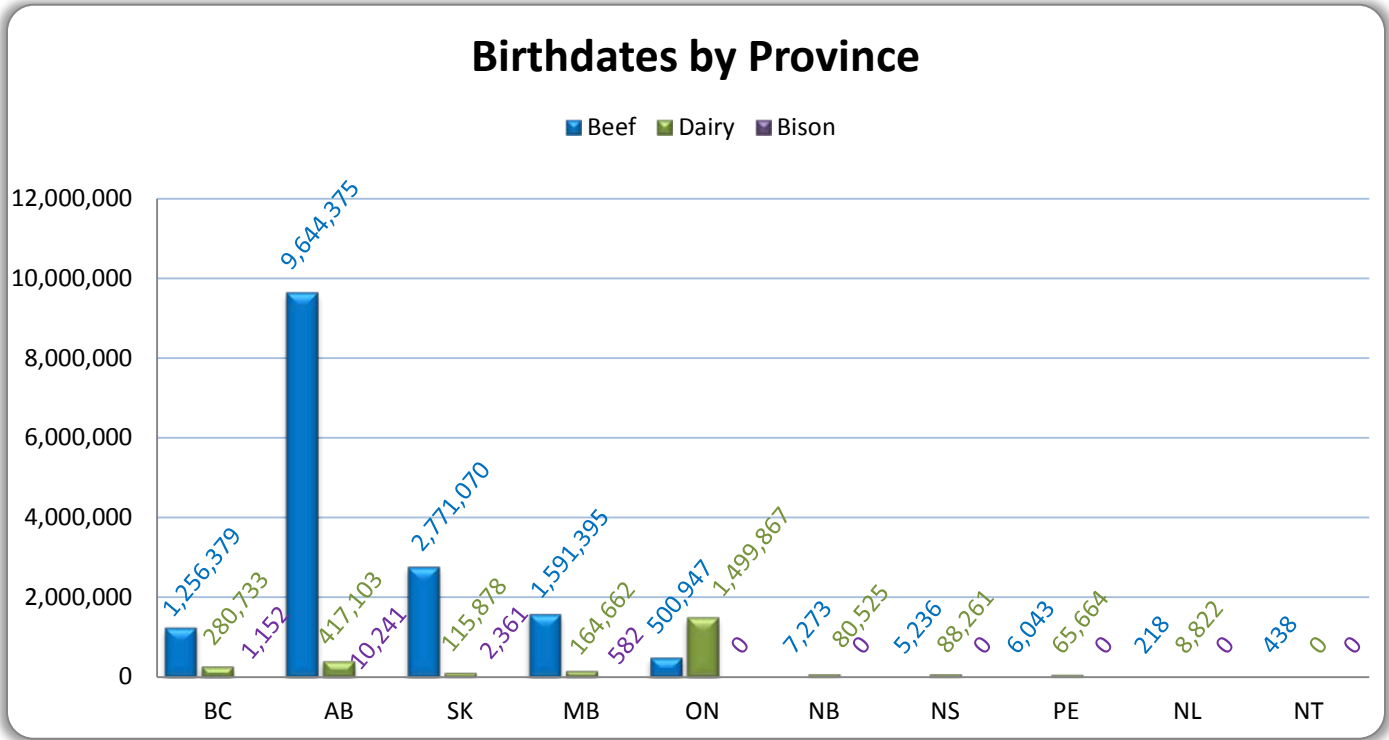 Birthdates by Province
Beef Dairy Bison
12,000,000
10,000,000
8,000,000
6,000,000
4,000,000
2,000,000
0
1,256,379 280,733 1,152
9,644,375 417,103 10,241
2,771,070 115,878 2,361
1,591,395 164,662 582
500,947 1,499,867 0
7,273 80,525 0
5,236 88,261 0
6,043 65,664 0
218 8,822 0
438 0 0
BC AB SK MB ON NB NS PE NL NT